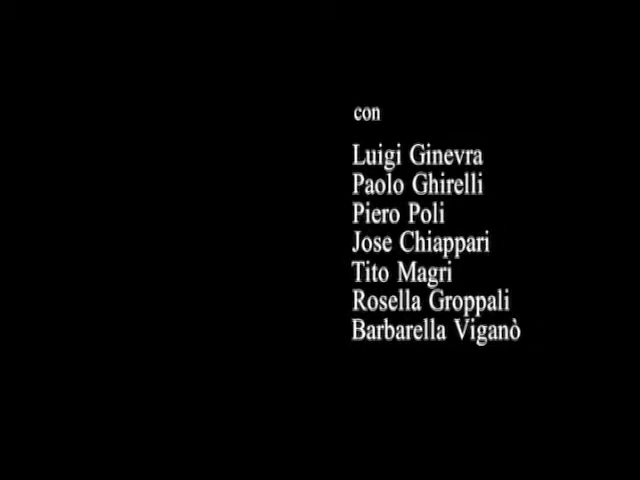 con
Luigi Ginevra
Paolo Ghirelli
Piero Poli
Jose Chiappari
Tito Magri
Rosella Groppali
Barbarella Viganò